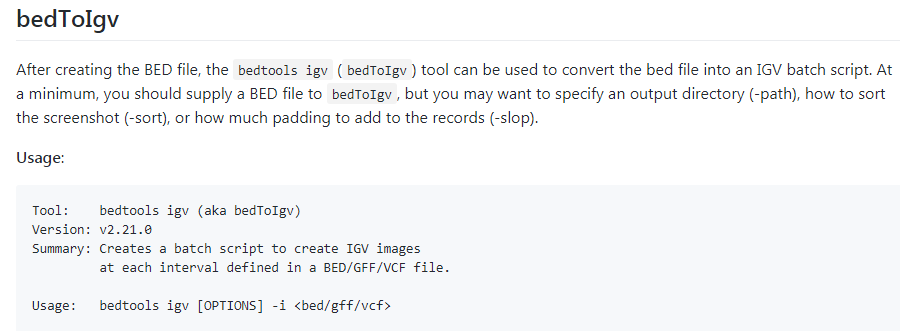 bedToIgv
After creating the BED file, the bedtools igv (bedToIgv) tool can be used to convert the bed file into an IGV batch script. At
a minimum, you should supply a BED file to bedToIgv, but you may want to specify an output directory (-path), how to sort
the screenshot (-sort), or how much padding to add to the records (-slop).
Usage:
Tool:    bedtools igv (aka bedToIgv)
Version: v2.21.0
Summary: Creates a batch script to create IGV images
         at each interval defined in a BED/GFF/VCF file.
Usage:   bedtools igv [OPTIONS] -i <bed/gff/vcf>